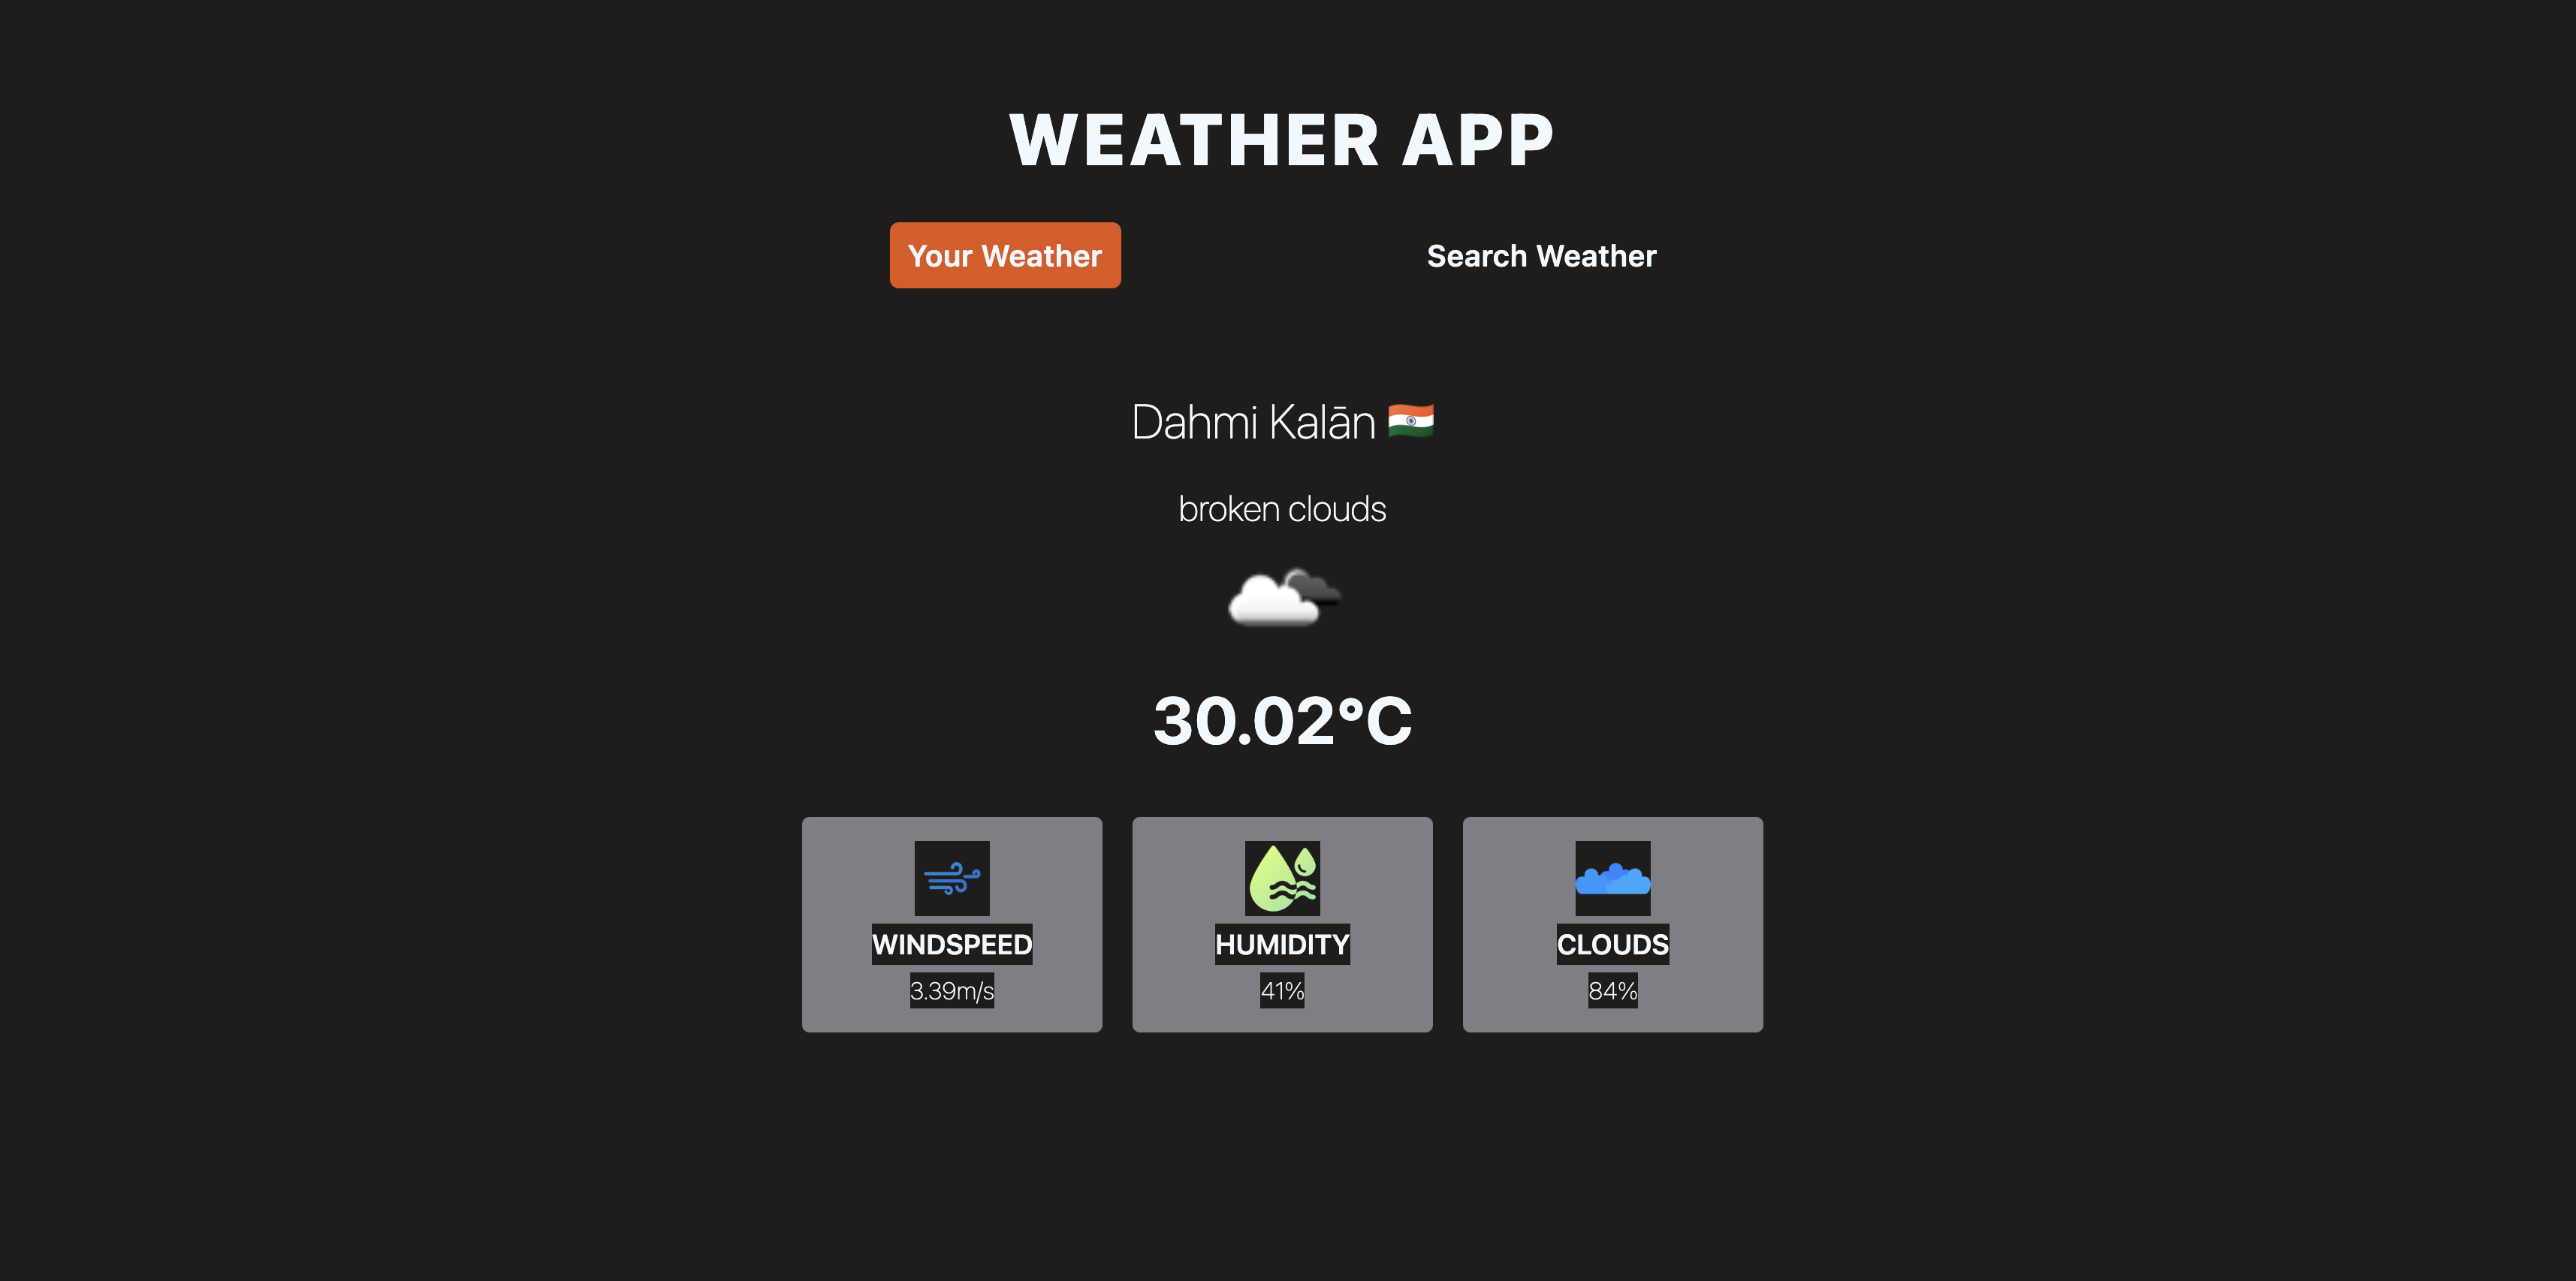 WEATHER APP
Your Weather
Search Weather
Dahmi Kalān
broken clouds
30.02°C
WINDSPEED
3.39m/s
HUMIDITY
41%
CLOUDS
84%